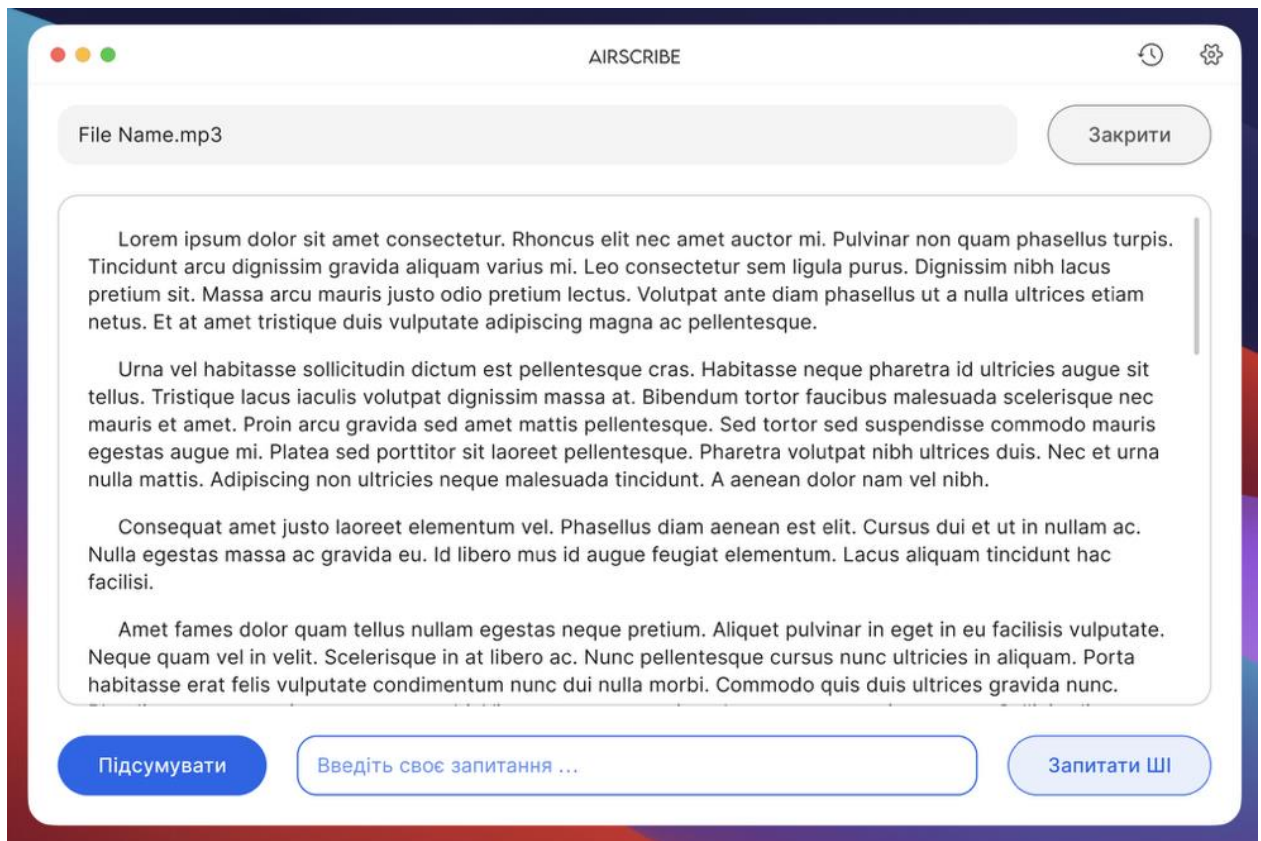 AIRSCRIBE
File Name.mp3
Закрити
Lorem ipsum dolor sit amet consectetur. Rhoncus elit nec amet auctor mi. Pulvinar non quam phasellus turpis.
Tincidunt arcu dignissim gravida aliquam varius mi. Leo consectetur sem ligula purus. Dignissim nibh lacus
pretium sit. Massa arcu mauris justo odio pretium lectus. Volutpat ante diam phasellus ut a nulla ultrices etiam
netus. Et at amet tristique duis vulputate adipiscing magna ac pellentesque.
Urna vel habitasse sollicitudin dictum est pellentesque cras. Habitasse neque pharetra id ultricies augue sit
tellus. Tristique lacus iaculis volutpat dignissim massa at. Bibendum tortor faucibus malesuada scelerisque nec
mauris et amet. Proin arcu gravida sed amet mattis pellentesque. Sed tortor sed suspendisse commodo mauris
egestas augue mi. Platea sed porttitor sit laoreet pellentesque. Pharetra volutpat nibh ultrices duis. Nec et urna
nulla mattis. Adipiscing non ultricies neque malesuada tincidunt. A aenean dolor nam vel nibh.
Consequat amet justo laoreet elementum vel. Phasellus diam aenean est elit. Cursus dui et ut in nullam ac.
Nulla egestas massa ac gravida eu. Id libero mus id augue feugiat elementum. Lacus aliquam tincidunt hac
facilisi.
Amet fames dolor quam tellus nullam egestas neque pretium. Aliquet pulvinar in eget in eu facilisis vulputate.
Neque quam vel in velit. Scelerisque in at libero ac. Nunc pellentesque cursus nunc ultricies in aliquam. Porta
habitasse erat felis vulputate condimentum nunc dui nulla morbi. Commodo quis duis ultrices gravida nunc.
Підсумувати
Введіть своє запитання ...
Запитати ШІ